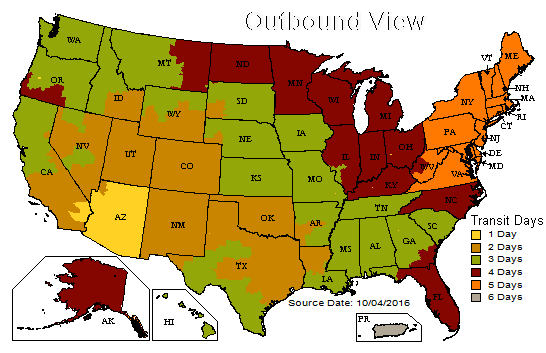 Outbound View
WA
OR
CA
NV
ID
MT
WY
UT
CO
AZ
NM
ND
SD
NE
KS
OK
TX
MN
IA
MO
AR
LA
WI
IL
MI
IN
OH
KY
TN
MS
AL
GA
FL
SC
NC
VA
WV
PA
NY
VT
ME
NH
MA
RI
CT
NJ
DE
MD
AK
HI
PR
Transit Days
1 Day
2 Days
3 Days
4 Days
5 Days
6 Days
Source Date: 10/04/2016